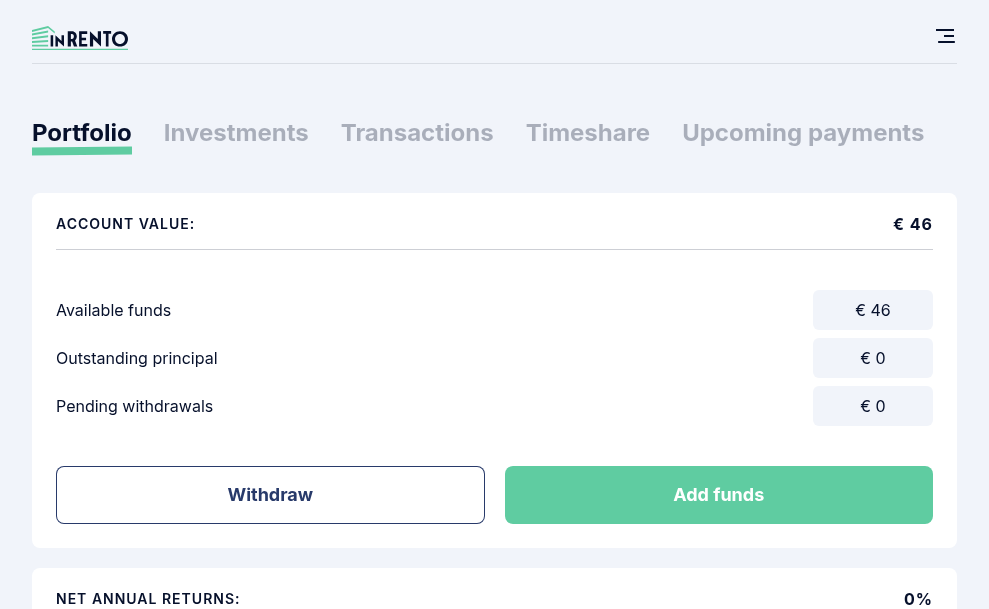 inRENTO
Portfolio Investments Transactions Timeshare Upcoming payments
ACCOUNT VALUE: € 46
Available funds € 46
Outstanding principal € 0
Pending withdrawals € 0
Withdraw Add funds
NET ANNUAL RETURNS: 0%